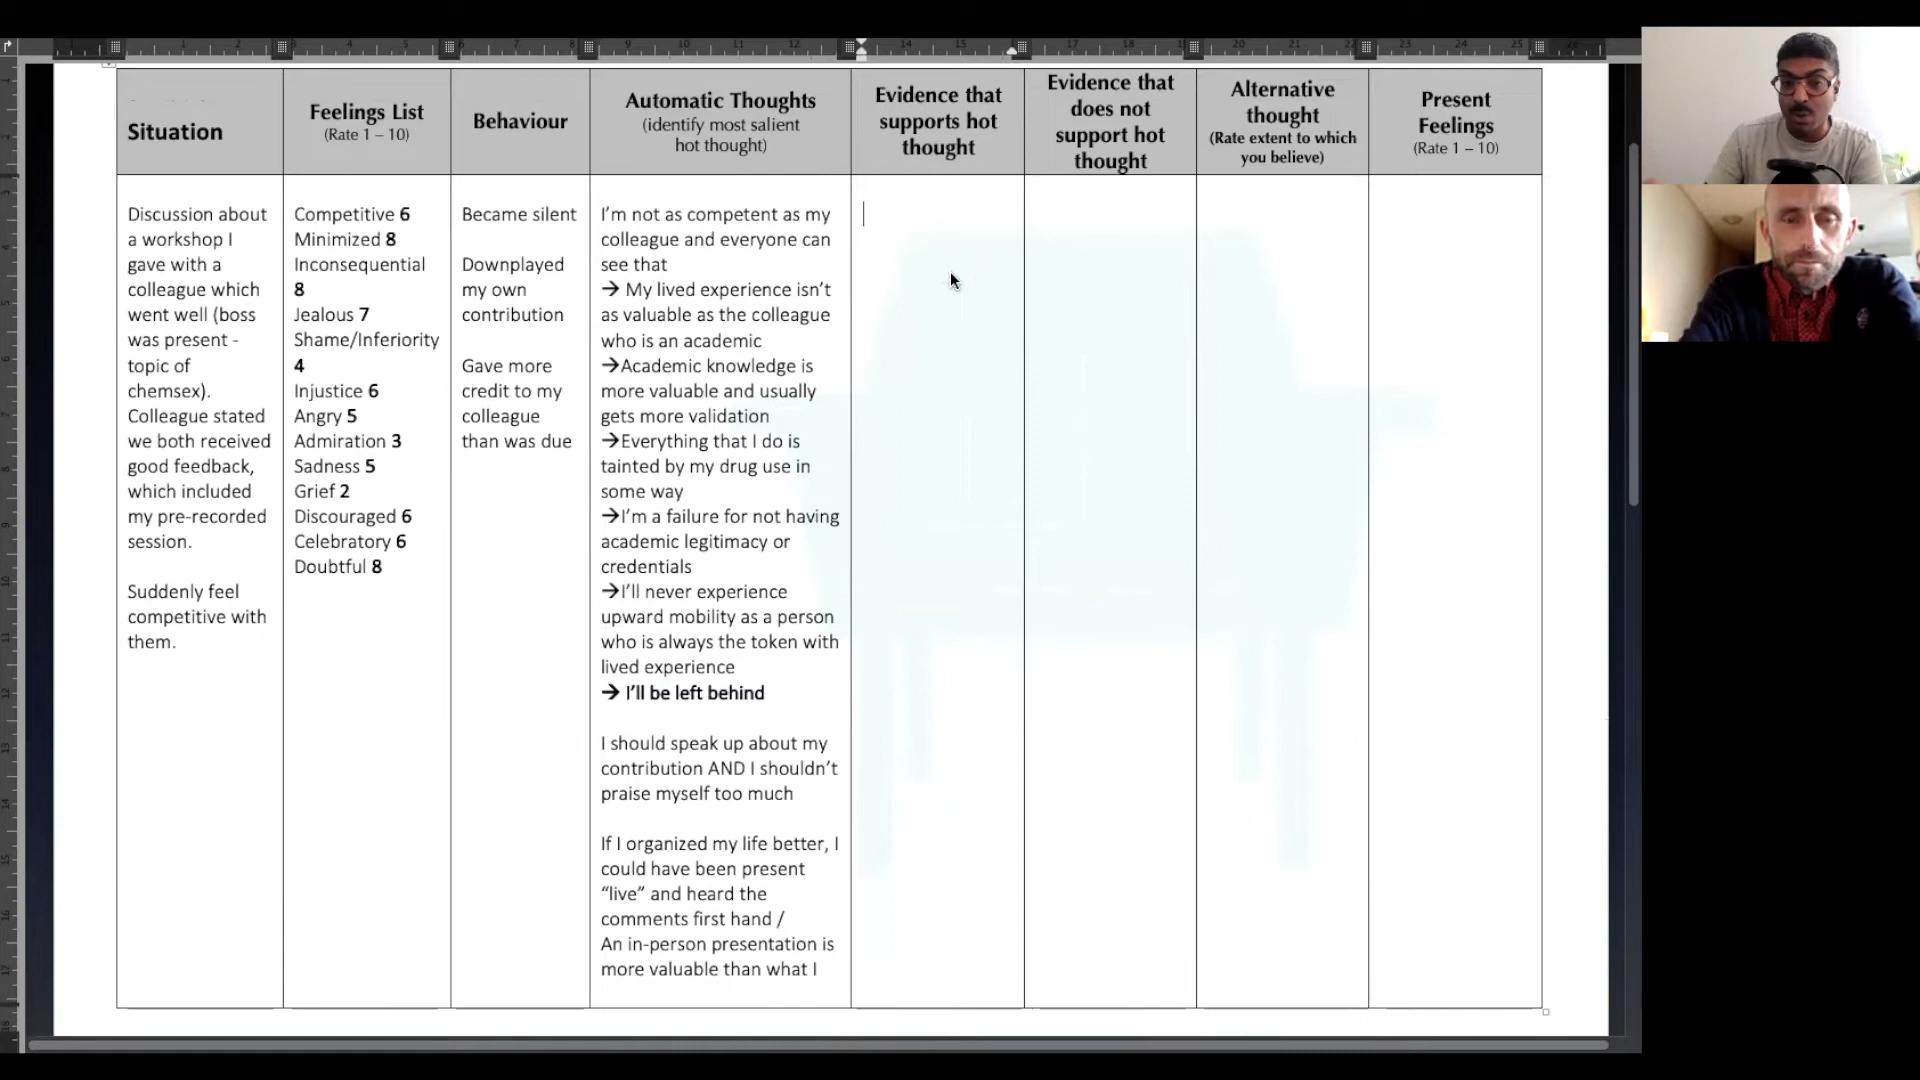 Situation
Feelings List
(Rate 1 – 10)
Behaviour
Automatic Thoughts
(identify most salient
hot thought)
Evidence that
supports hot
thought
Evidence that
does not
support hot
thought
Alternative
thought
(Rate extent to which
you believe)
Present
Feelings
(Rate 1 – 10)
Discussion about
a workshop I
gave with a
colleague which
went well (boss
was present -
topic of
chemsex).
Colleague stated
we both received
good feedback,
which included
my pre-recorded
session.
Suddenly feel
competitive with
them.
Competitive 6
Minimized 8
Inconsequential
8
Jealous 7
Shame/Inferiority
4
Injustice 6
Angry 5
Admiration 3
Sadness 5
Grief 2
Discouraged 6
Celebratory 6
Doubtful 8
Became silent
Downplayed
my own
contribution
Gave more
credit to my
colleague
than was due
I'm not as competent as my
colleague and everyone can
see that
→ My lived experience isn't
as valuable as the colleague
who is an academic
→Academic knowledge is
more valuable and usually
gets more validation
→Everything that I do is
tainted by my drug use in
some way
→I'm a failure for not having
academic legitimacy or
credentials
→I'll never experience
upward mobility as a person
who is always the token with
lived experience
→ I'll be left behind
I should speak up about my
contribution AND I shouldn't
praise myself too much
If I organized my life better, I
could have been present
"live" and heard the
comments first hand /
An in-person presentation is
more valuable than what I